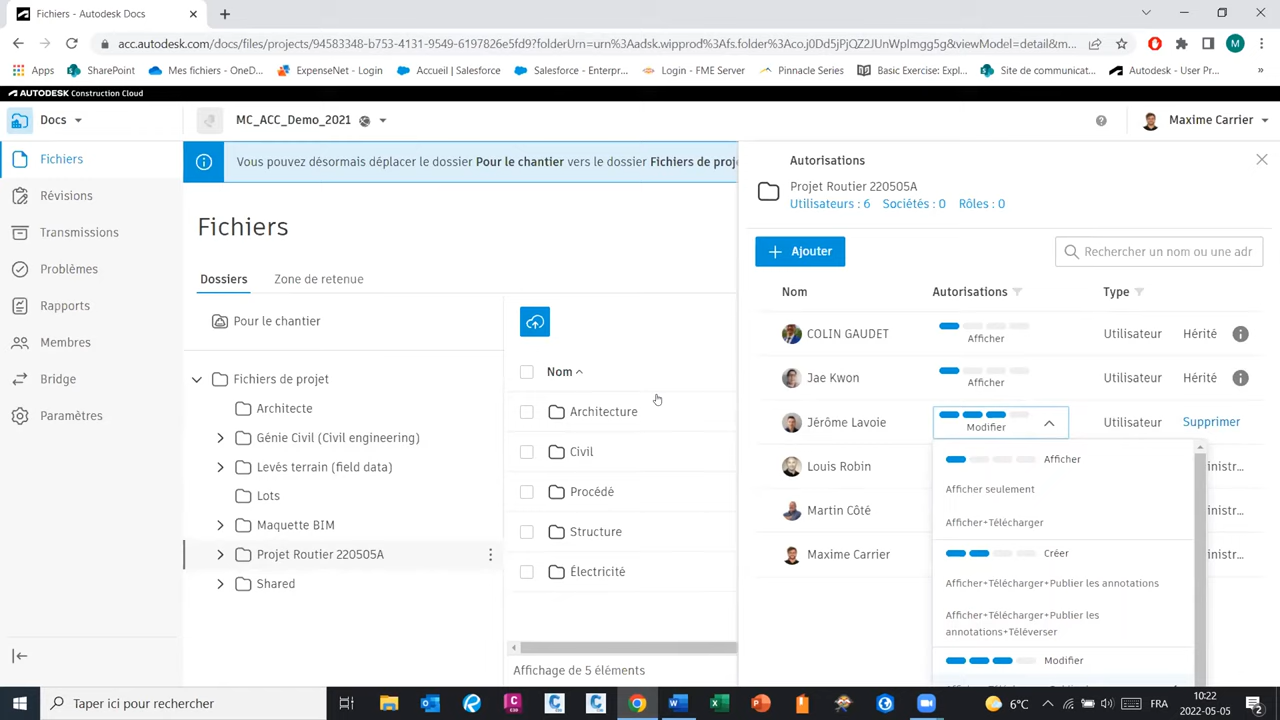 Fichiers - Autodesk Docs
acc.autodesk.com/docs/files/projects/94583348-b753-4131-9549-6197826e5fd9?folderUrn=urn%3Aadsk.wipprod%3Afs.folder%3Aco.j0Dd5jPjQZ2JUnWpImgg5g&viewModel=detail&m...
Apps SharePoint Mes fichiers - OneD... ExpenseNet - Login Accueil | Salesforce Salesforce - Enterpr... Login - FME Server Pinnacle Series Basic Exercise: Expl... Site de communicat... Autodesk - User Pr... »
AUTODESK Construction Cloud
Docs MC_ACC_Demo_2021 Maxime Carrier
M
Fichiers
Révisions
Transmissions
Problèmes
Rapports
Membres
Bridge
Paramètres
Vous pouvez désormais déplacer le dossier Pour le chantier vers le dossier Fichiers de proj
Fichiers
Dossiers Zone de retenue
Pour le chantier
Fichiers de projet
Architecte
Génie Civil (Civil engineering)
Levés terrain (field data)
Lots
Maquette BIM
Projet Routier 220505A
Shared
Nom
Architecture
Civil
Procédé
Structure
Électricité
Affichage de 5 éléments
Autorisations
Projet Routier 220505A
Utilisateurs : 6 Sociétés : 0 Rôles : 0
Ajouter Rechercher un nom ou une adr
Nom Autorisations Type
COLIN GAUDET Afficher Utilisateur Hérité
Jae Kwon Afficher Utilisateur Hérité
Jérôme Lavoie Modifier Utilisateur Supprimer
Louis Robin inistr...
Martin Côté inistr...
Maxime Carrier inistr...
Afficher
Afficher seulement
Afficher+Télécharger
Créer
Afficher+Télécharger+Publier les annotations
Afficher+Télécharger+Publier les
annotations+Téléverser
Modifier
Taper ici pour rechercher
6°C FRA 10:22
2022-05-05
2